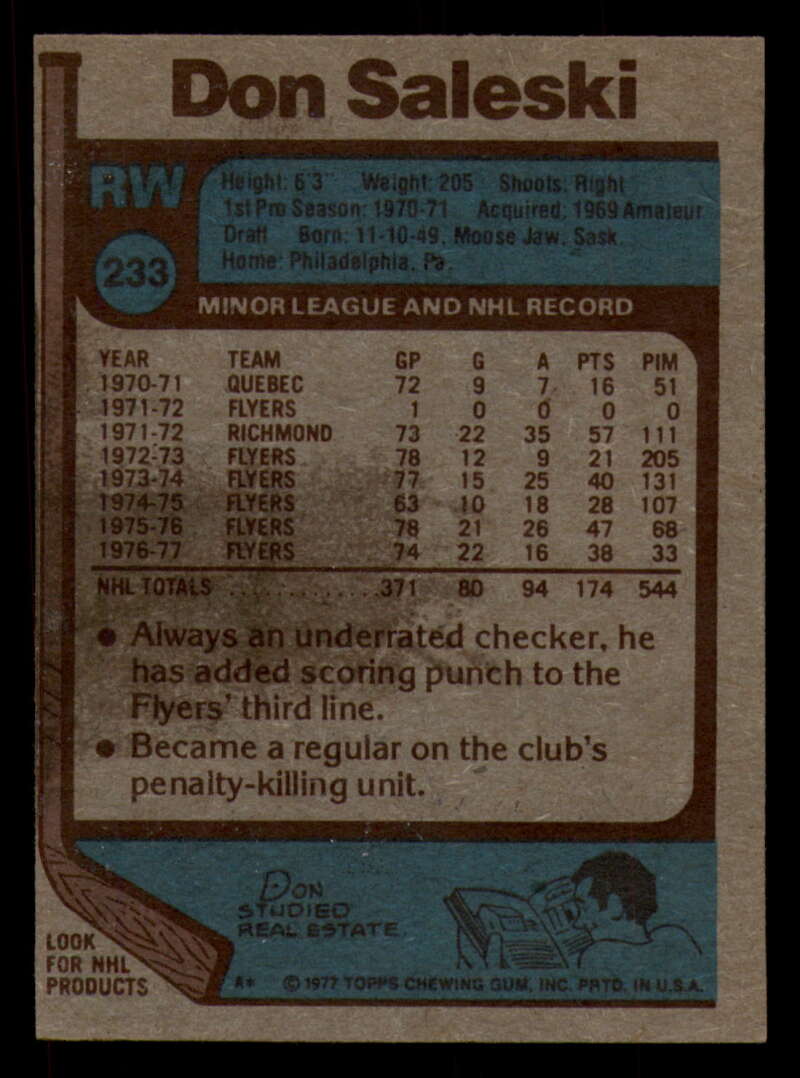 Don Saleski
RW
Height: 6'3" Weight: 205 Shoots: Right
1st Pro Season: 1970-71 Acquired: 1969 Amateur
Draft Born: 11-10-49, Moose Jaw, Sask.
Home: Philadelphia, Pa.
233
MINOR LEAGUE AND NHL RECORD
YEAR TEAM GP G A PTS PIM
1970-71 QUEBEC 72 9 7 16 51
1971-72 FLYERS 1 0 0 0 0
1971-72 RICHMOND 73 22 35 57 111
1972-73 FLYERS 78 12 9 21 205
1973-74 FLYERS 77 15 25 40 131
1974-75 FLYERS 63 10 18 28 107
1975-76 FLYERS 78 21 26 47 68
1976-77 FLYERS 74 22 16 38 33
NHL TOTALS ............. 371 80 94 174 544
• Always an underrated checker, he
has added scoring punch to the
Flyers' third line.
• Became a regular on the club's
penalty-killing unit.
DON
STUDIED
REAL ESTATE
LOOK
FOR NHL
PRODUCTS
A* © 1977 TOPPS CHEWING GUM, INC. PRTD. IN U.S.A.